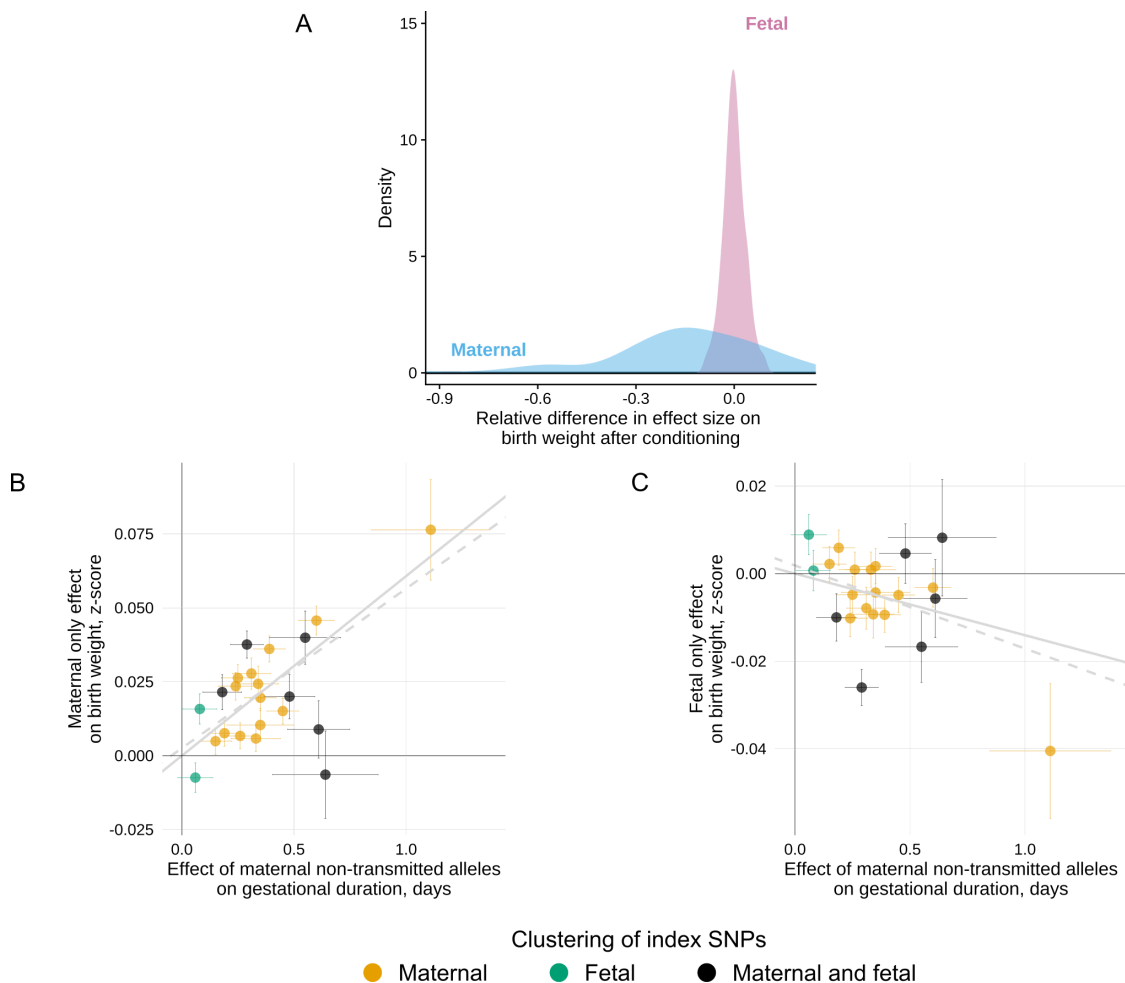 A
Fetal
Maternal
Density
15
10
5
0
-0.9
-0.6
-0.3
0.0
Relative difference in effect size on
birth weight after conditioning
B
Maternal only effect
on birth weight, z-score
0.075
0.050
0.025
0.000
-0.025
0.0
0.5
1.0
Effect of maternal non-transmitted alleles
on gestational duration, days
C
Fetal only effect
on birth weight, z-score
0.02
0.00
-0.02
-0.04
0.0
0.5
1.0
Effect of maternal non-transmitted alleles
on gestational duration, days
Clustering of index SNPs
Maternal
Fetal
Maternal and fetal